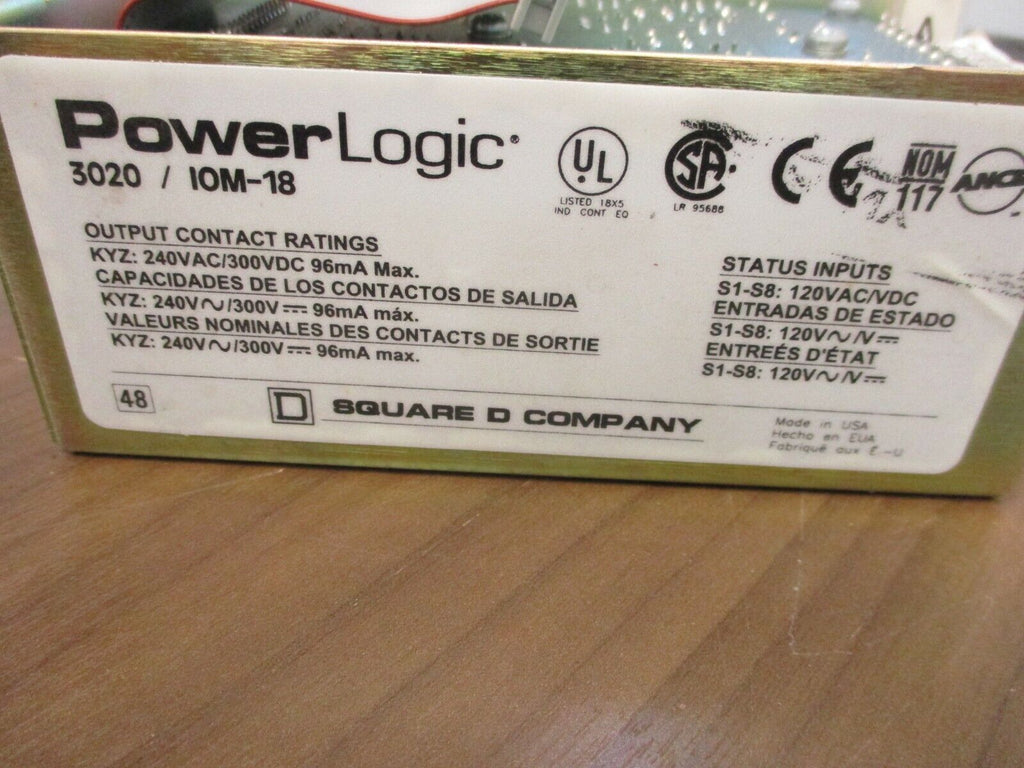 PowerLogic®
3020 / IOM-18
UL
LISTED 18X5
IND CONT EQ
SA
LR 95688
CE
NOM
117
ANCE
OUTPUT CONTACT RATINGS
KYZ: 240VAC/300VDC 96mA Max.
CAPACIDADES DE LOS CONTACTOS DE SALIDA
KYZ: 240V∿/300V⎓ 96mA máx.
VALEURS NOMINALES DES CONTACTS DE SORTIE
KYZ: 240V∿/300V⎓ 96mA max.
STATUS INPUTS
S1-S8: 120VAC/VDC
ENTRADAS DE ESTADO
S1-S8: 120V∿/V⎓
ENTREÉS D'ÉTAT
S1-S8: 120V∿/V⎓
48
D SQUARE D COMPANY
Made in USA
Hecho en EUA
Fabriqué aux É.-U